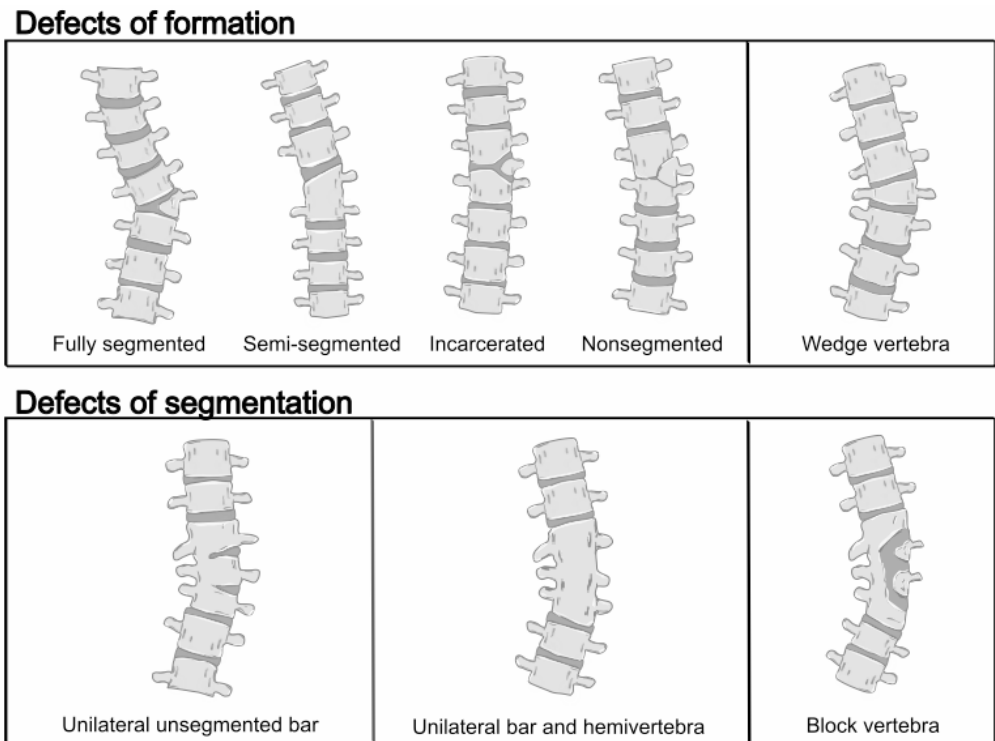 Defects of formation
Fully segmented
Semi-segmented
Incarcerated
Nonsegmented
Wedge vertebra
Defects of segmentation
Unilateral unsegmented bar
Unilateral bar and hemivertebra
Block vertebra